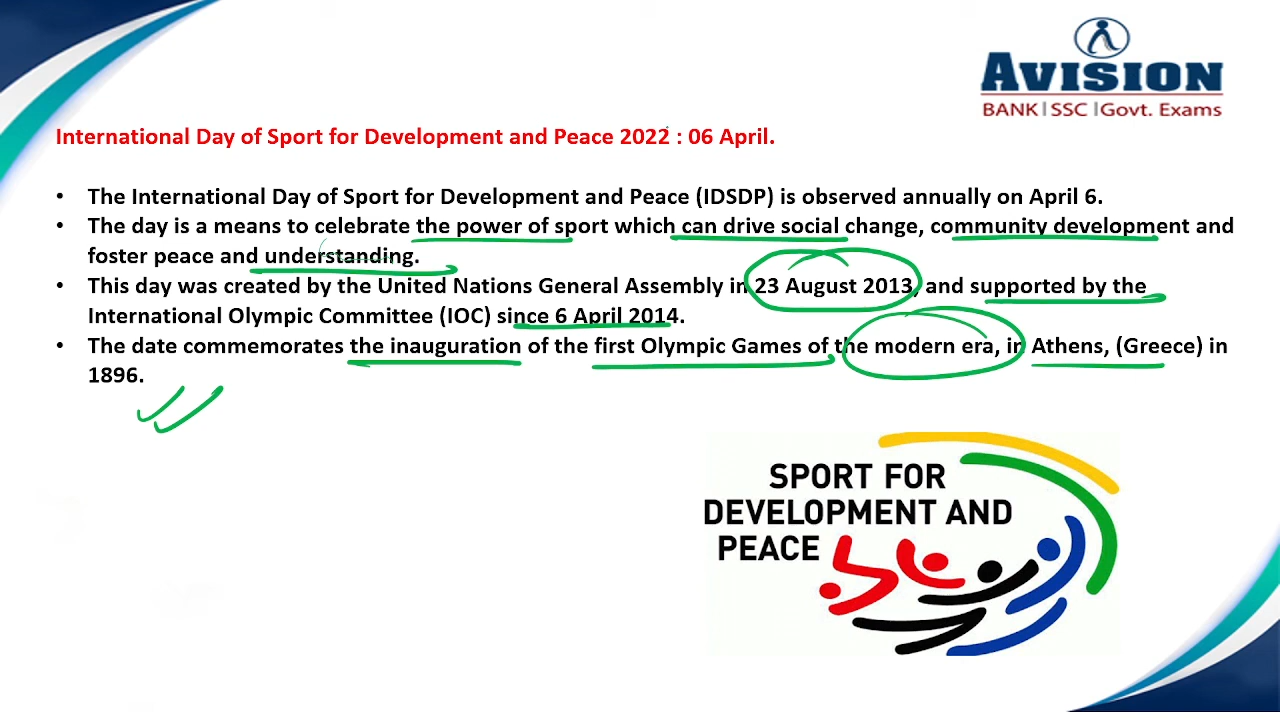 AVISION
BANK | SSC | Govt. Exams
International Day of Sport for Development and Peace 2022 : 06 April.
• The International Day of Sport for Development and Peace (IDSDP) is observed annually on April 6.
• The day is a means to celebrate the power of sport which can drive social change, community development and
foster peace and understanding.
• This day was created by the United Nations General Assembly in 23 August 2013, and supported by the
International Olympic Committee (IOC) since 6 April 2014.
• The date commemorates the inauguration of the first Olympic Games of the modern era, in Athens, (Greece) in
1896.
SPORT FOR
DEVELOPMENT AND
PEACE